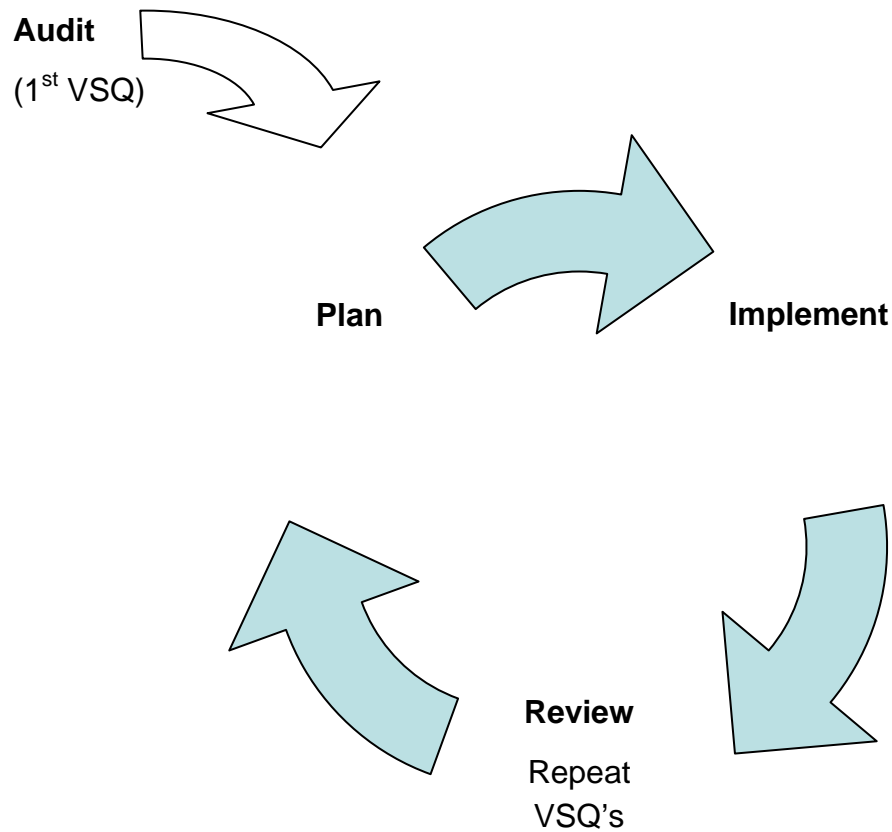 Audit
(1st VSQ)
Plan
Implement
Review
Repeat
VSQ's